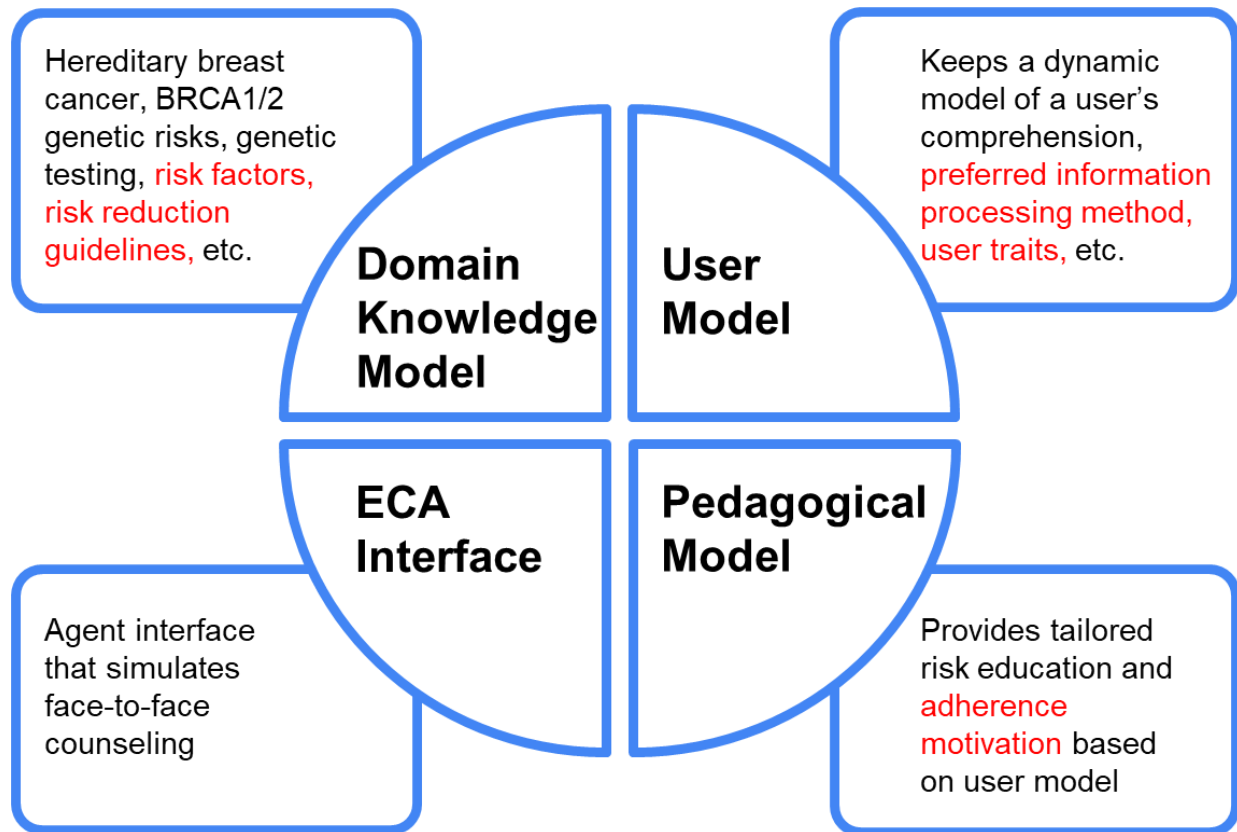 Hereditary breast
cancer, BRCA1/2
genetic risks, genetic
testing, risk factors,
risk reduction
guidelines, etc.
Keeps a dynamic
model of a user's
comprehension,
preferred information
processing method,
user traits, etc.
Domain
Knowledge
Model
User
Model
ECA
Interface
Pedagogical
Model
Agent interface
that simulates
face-to-face
counseling
Provides tailored
risk education and
adherence
motivation based
on user model